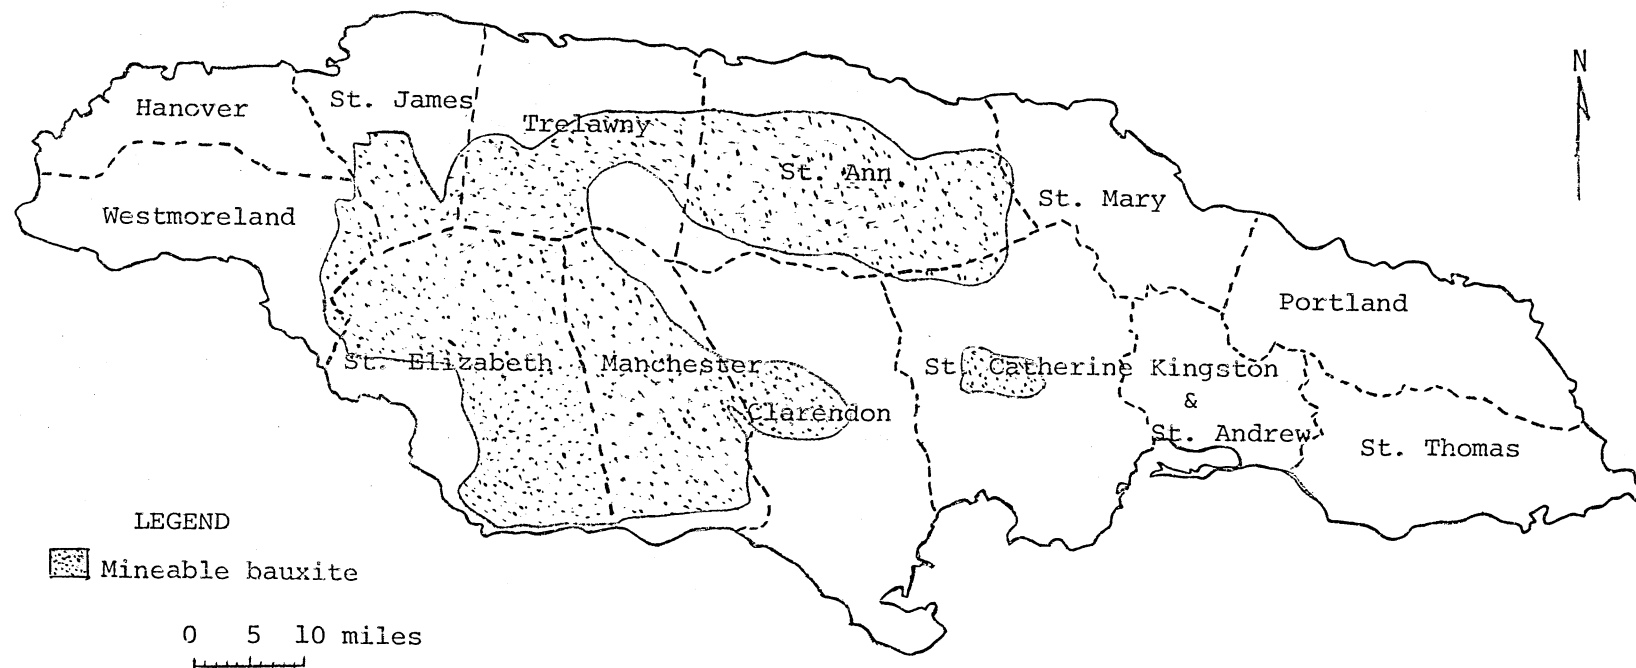 N
Hanover
St. James
Trelawny
St. Ann
St. Mary
Westmoreland
Portland
St. Elizabeth
Manchester
St. Catherine
Kingston
&
St. Andrew
Clarendon
St. Thomas
LEGEND
Mineable bauxite
0 5 10 miles